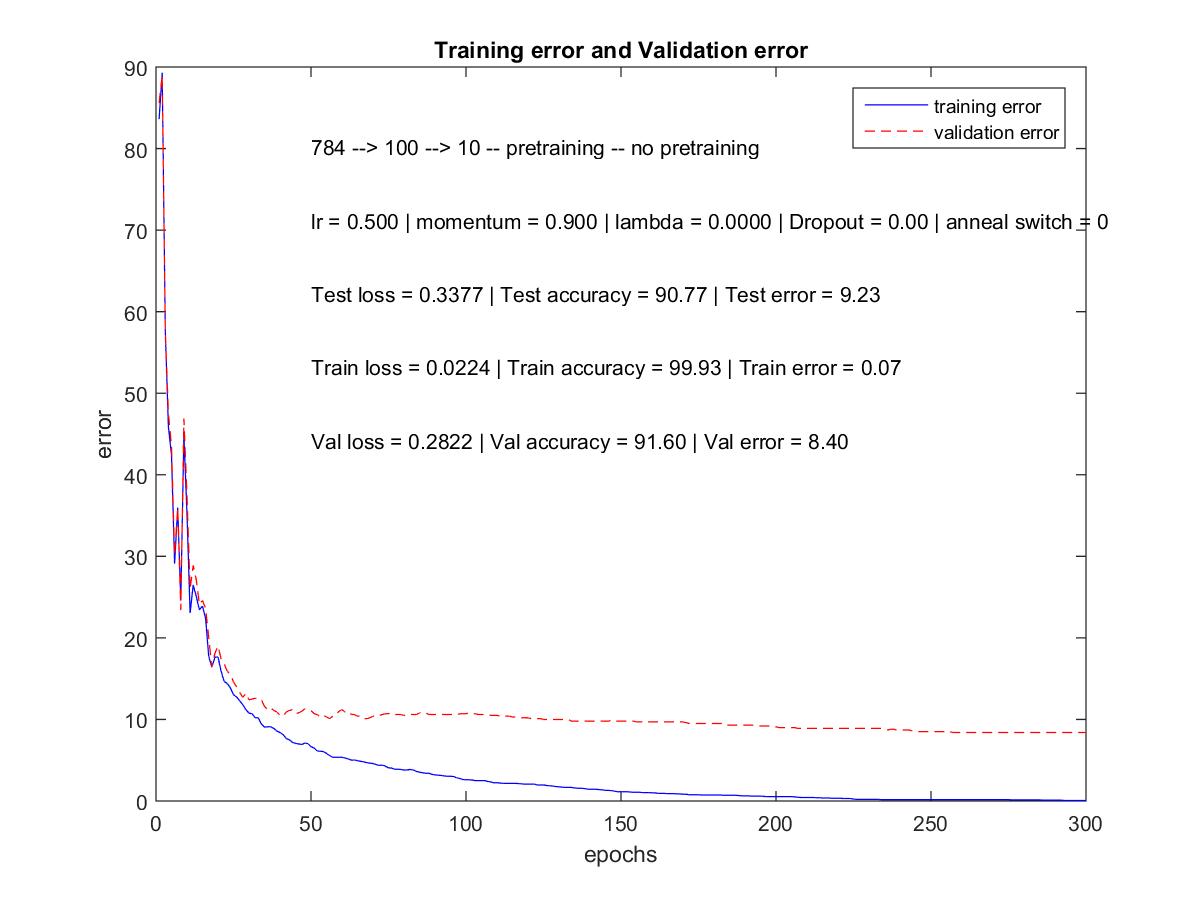 Training error and Validation error
90
80
70
60
50
40
30
20
10
0
error
training error
validation error
784 --> 100 --> 10 -- pretraining -- no pretraining
lr = 0.500 | momentum = 0.900 | lambda = 0.0000 | Dropout = 0.00 | anneal switch = 0
Test loss = 0.3377 | Test accuracy = 90.77 | Test error = 9.23
Train loss = 0.0224 | Train accuracy = 99.93 | Train error = 0.07
Val loss = 0.2822 | Val accuracy = 91.60 | Val error = 8.40
0 50 100 150 200 250 300
epochs